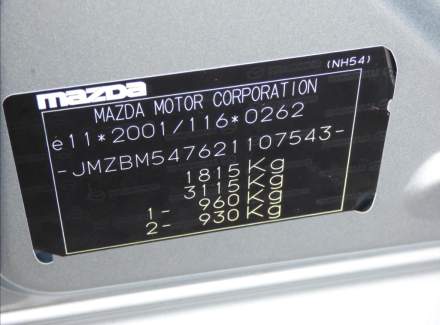 (NH54)
mazda
MAZDA MOTOR CORPORATION
e11*2001/116*0262
-JMZBM547621107543-
1815 Kg
3115 Kg
1- 960 Kg
2- 930 Kg